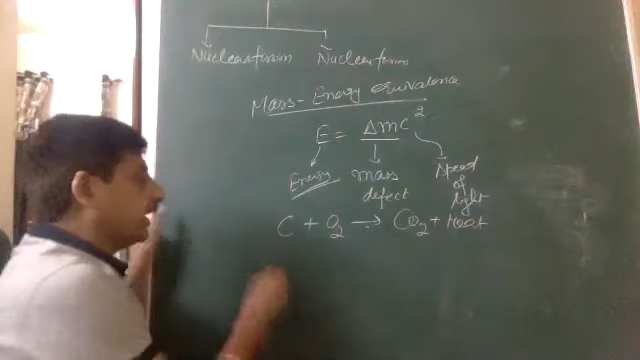 Nuclear fission Nuclear fusion
Mass-Energy equivalence
E = Δmc²
Energy mass defect Speed of light
C + O₂ → CO₂ + Heat